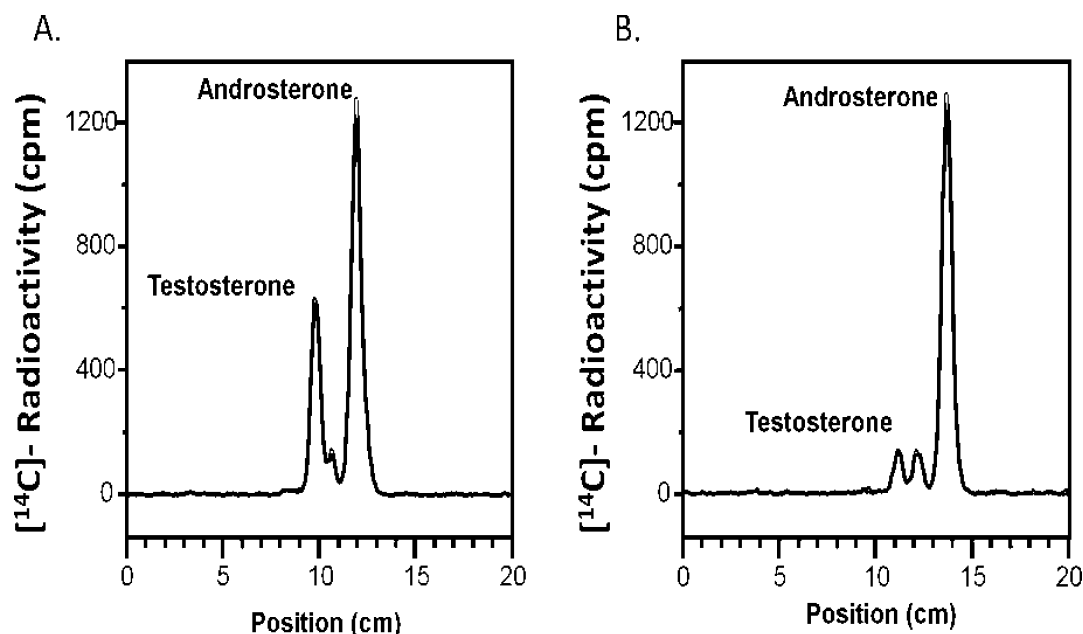 A.
Androsterone
Testosterone
[¹⁴C]- Radioactivity (cpm)
1200
800
400
0
0 5 10 15 20
Position (cm)
B.
Androsterone
Testosterone
[¹⁴C]- Radioactivity (cpm)
1200
800
400
0
0 5 10 15 20
Position (cm)